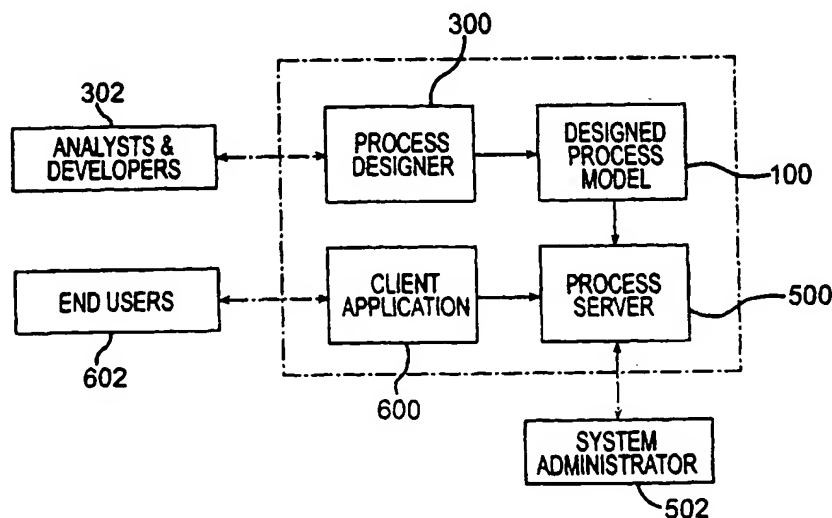 300
302
ANALYSTS &
DEVELOPERS
PROCESS
DESIGNER
DESIGNED
PROCESS
MODEL
100
END USERS
602
CLIENT
APPLICATION
600
PROCESS
SERVER
500
SYSTEM
ADMINISTRATOR
502